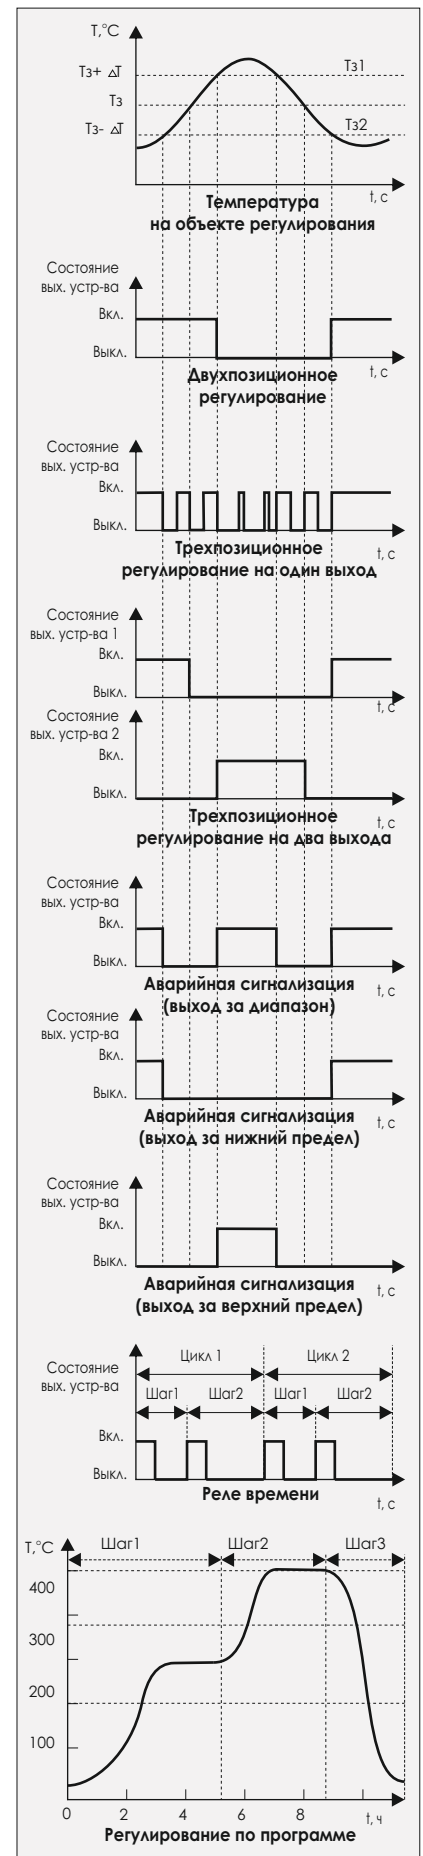 T,°C
Tз+ ΔT
Tз1
Tз
Tз- ΔT
Tз2
t, c
Температура
на объекте регулирования
Состояние
вых. устр-ва
Вкл.
Выкл.
t, c
Двухпозиционное
регулирование
Состояние
вых. устр-ва
Вкл.
Выкл.
t, c
Трехпозиционное
регулирование на один выход
Состояние
вых. устр-ва 1
Вкл.
Выкл.
t, c
Состояние
вых. устр-ва 2
Вкл.
Выкл.
t, c
Трехпозиционное
регулирование на два выхода
Состояние
вых. устр-ва
Вкл.
Выкл.
t, c
Аварийная сигнализация
(выход за диапазон)
Состояние
вых. устр-ва
Вкл.
Выкл.
t, c
Аварийная сигнализация
(выход за нижний предел)
Состояние
вых. устр-ва
Вкл.
Выкл.
t, c
Аварийная сигнализация
(выход за верхний предел)
Цикл 1 Цикл 2
Состояние
вых. устр-ва
Шаг1 Шаг2 Шаг1 Шаг2
Вкл.
Выкл.
Реле времени
t, c
T,°C
Шаг1 Шаг2 Шаг3
400
300
200
100
0 2 4 6 8
t, ч
Регулирование по программе